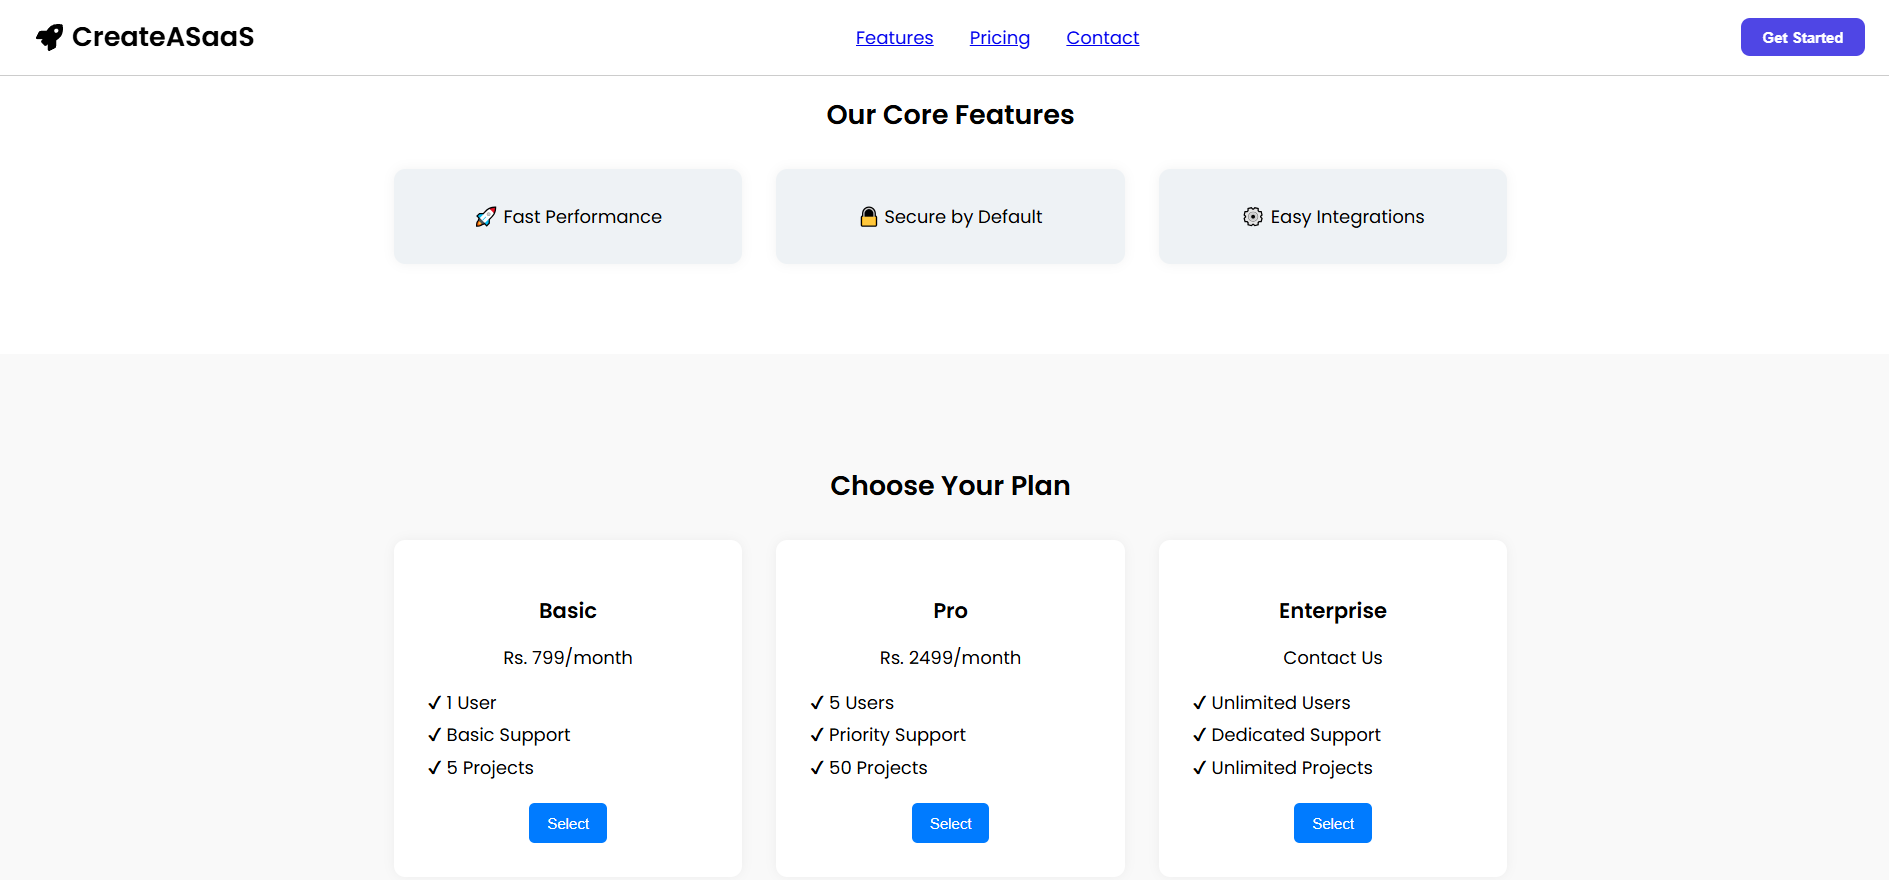 CreateASaaS
Features Pricing Contact
Get Started
Our Core Features
🚀 Fast Performance
🔒 Secure by Default
⚙️ Easy Integrations
Choose Your Plan
Basic
Rs. 799/month
✓ 1 User
✓ Basic Support
✓ 5 Projects
Select
Pro
Rs. 2499/month
✓ 5 Users
✓ Priority Support
✓ 50 Projects
Select
Enterprise
Contact Us
✓ Unlimited Users
✓ Dedicated Support
✓ Unlimited Projects
Select